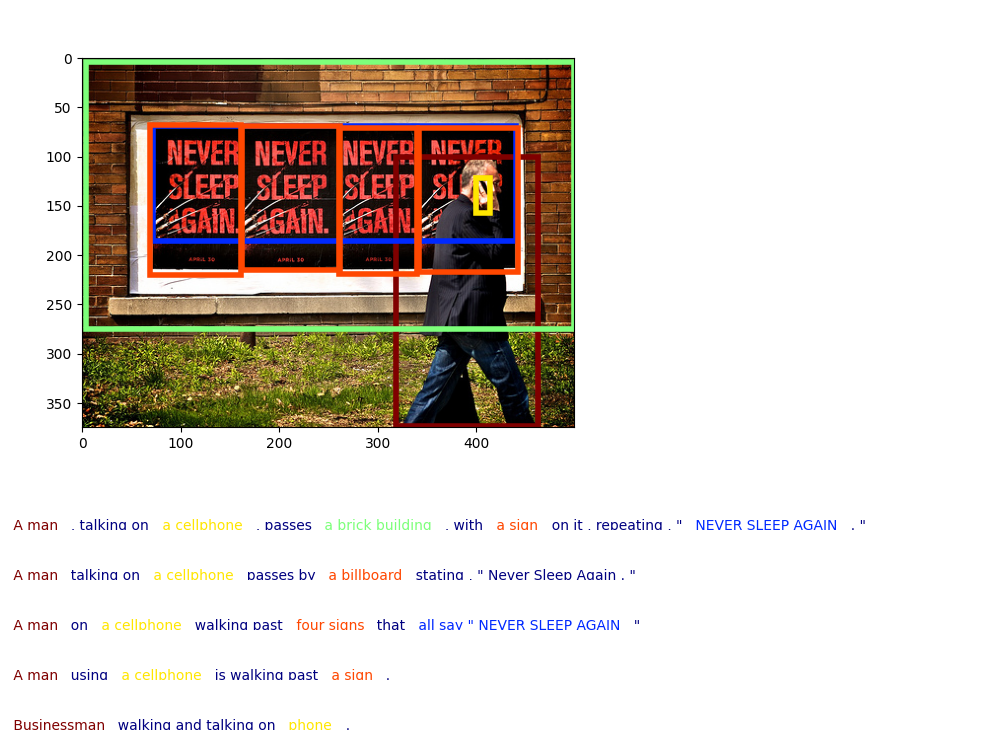 0
50
100
NEVER NEVER NEVER NEVER
SLEEP SLEEP SLEEP
150
AGAIN. AGAIN. AGAIN.
200
APRIL 30 APRIL 30 APRIL 30
250
300
350
0 100 200 300 400
A man , talking on a cellphone , passes a brick building , with a sign on it , repeating , " NEVER SLEEP AGAIN . "
A man talking on a cellphone passes by a billboard stating , " Never Sleep Again . "
A man on a cellphone walking past four signs that all say " NEVER SLEEP AGAIN "
A man using a cellphone is walking past a sign .
Businessman walking and talking on phone .